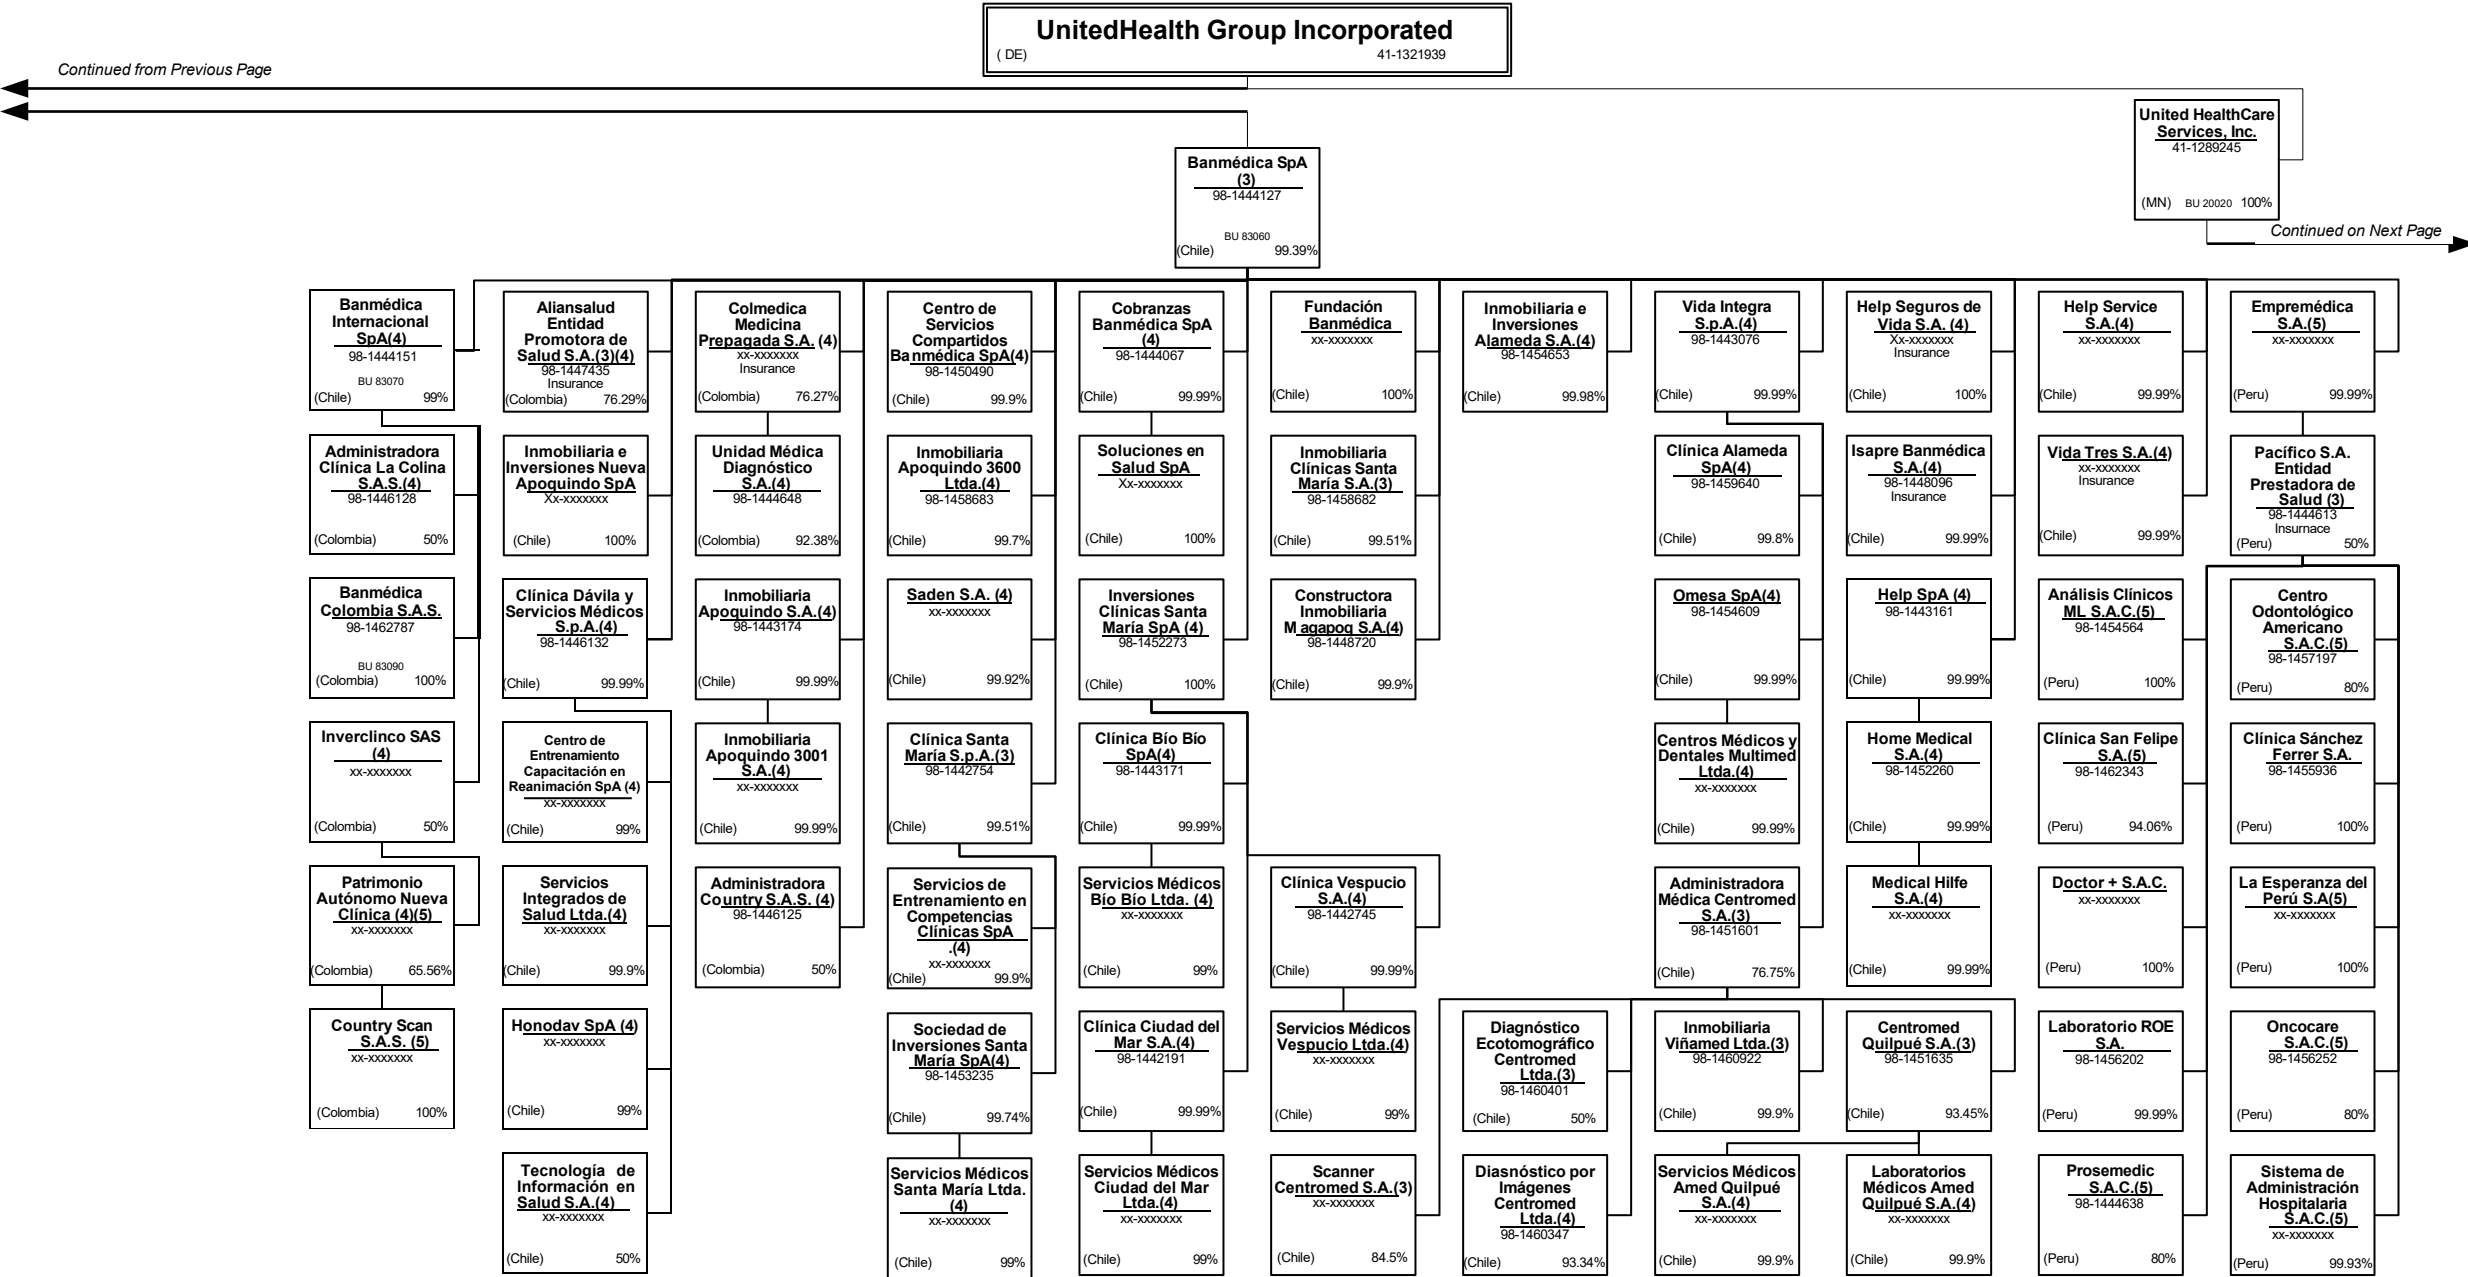 UnitedHealth Group Incorporated
( DE) 41-1321939
Continued from Previous Page
United HealthCare
Services, Inc.
41-1289245
(MN) BU 20020 100%
Continued on Next Page
Banmédica SpA
(3)
98-1444127
BU 83060
(Chile) 99.39%
Banmédica
Internacional
SpA(4)
98-1444151
BU 83070
(Chile) 99%
Aliansalud
Entidad
Promotora de
Salud S.A.(3)(4)
98-1447435
Insurance
(Colombia) 76.29%
Colmedica
Medicina
Prepagada S.A. (4)
xx-xxxxxxx
Insurance
(Colombia) 76.27%
Centro de
Servicios
Compartidos
Banmédica SpA(4)
98-1450490
(Chile) 99.9%
Cobranzas
Banmédica SpA
(4)
98-1444067
(Chile) 99.99%
Fundación
Banmédica
xx-xxxxxxx
(Chile) 100%
Inmobiliaria e
Inversiones
Alameda S.A.(4)
98-1454653
(Chile) 99.98%
Vida Integra
S.p.A.(4)
98-1443076
(Chile) 99.99%
Help Seguros de
Vida S.A. (4)
Xx-xxxxxxx
Insurance
(Chile) 100%
Help Service
S.A.(4)
xx-xxxxxxx
(Chile) 99.99%
Empremédica
S.A.(5)
xx-xxxxxxx
(Peru) 99.99%
Administradora
Clínica La Colina
S.A.S.(4)
98-1446128
(Colombia) 50%
Inmobiliaria e
Inversiones Nueva
Apoquindo SpA
Xx-xxxxxxx
(Chile) 100%
Unidad Médica
Diagnóstico
S.A.(4)
98-1444648
(Colombia) 92.38%
Inmobiliaria
Apoquindo 3600
Ltda.(4)
98-1458683
(Chile) 99.7%
Soluciones en
Salud SpA
Xx-xxxxxxx
(Chile) 100%
Inmobiliaria
Clínicas Santa
María S.A.(3)
98-1458682
(Chile) 99.51%
Clínica Alameda
SpA(4)
98-1459640
(Chile) 99.8%
Isapre Banmédica
S.A.(4)
98-1448096
Insurance
(Chile) 99.99%
Vida Tres S.A.(4)
xx-xxxxxxx
Insurance
(Chile) 99.99%
Pacífico S.A.
Entidad
Prestadora de
Salud (3)
98-1444613
Insurnace
(Peru) 50%
Banmédica
Colombia S.A.S.
98-1462787
BU 83090
(Colombia) 100%
Clínica Dávila y
Servicios Médicos
S.p.A.(4)
98-1446132
(Chile) 99.99%
Inmobiliaria
Apoquindo S.A.(4)
98-1443174
(Chile) 99.99%
Saden S.A. (4)
xx-xxxxxxx
(Chile) 99.92%
Inversiones
Clínicas Santa
María SpA (4)
98-1452273
(Chile) 100%
Constructora
Inmobiliaria
Magapoq S.A.(4)
98-1448720
(Chile) 99.9%
Omesa SpA(4)
98-1454609
(Chile) 99.99%
Help SpA (4)
98-1443161
(Chile) 99.99%
Análisis Clínicos
ML S.A.C.(5)
98-1454564
(Peru) 100%
Centro
Odontológico
Americano
S.A.C.(5)
98-1457197
(Peru) 80%
Inverclinco SAS
(4)
xx-xxxxxxx
(Colombia) 50%
Centro de
Entrenamiento
Capacitación en
Reanimación SpA (4)
xx-xxxxxxx
(Chile) 99%
Inmobiliaria
Apoquindo 3001
S.A.(4)
xx-xxxxxxx
(Chile) 99.99%
Clínica Santa
María S.p.A.(3)
98-1442754
(Chile) 99.51%
Clínica Bío Bío
SpA(4)
98-1443171
(Chile) 99.99%
Centros Médicos y
Dentales Multimed
Ltda.(4)
xx-xxxxxxx
(Chile) 99.99%
Home Medical
S.A.(4)
98-1452260
(Chile) 99.99%
Clínica San Felipe
S.A.(5)
98-1462343
(Peru) 94.06%
Clínica Sánchez
Ferrer S.A.
98-1455936
(Peru) 100%
Patrimonio
Autónomo Nueva
Clínica (4)(5)
xx-xxxxxxx
(Colombia) 65.56%
Servicios
Integrados de
Salud Ltda.(4)
xx-xxxxxxx
(Chile) 99.9%
Administradora
Country S.A.S. (4)
98-1446125
(Colombia) 50%
Servicios de
Entrenamiento en
Competencias
Clínicas SpA
.(4)
xx-xxxxxxx
(Chile) 99.9%
Servicios Médicos
Bío Bío Ltda. (4)
xx-xxxxxxx
(Chile) 99%
Clínica Vespucio
S.A.(4)
98-1442745
(Chile) 99.99%
Administradora
Médica Centromed
S.A.(3)
98-1451601
(Chile) 76.75%
Medical Hilfe
S.A.(4)
xx-xxxxxxx
(Chile) 99.99%
Doctor + S.A.C.
xx-xxxxxxx
(Peru) 100%
La Esperanza del
Perú S.A(5)
xx-xxxxxxx
(Peru) 100%
Country Scan
S.A.S. (5)
xx-xxxxxxx
(Colombia) 100%
Honodav SpA (4)
xx-xxxxxxx
(Chile) 99%
Sociedad de
Inversiones Santa
María SpA(4)
98-1453235
(Chile) 99.74%
Clínica Ciudad del
Mar S.A.(4)
98-1442191
(Chile) 99.99%
Servicios Médicos
Vespucio Ltda.(4)
xx-xxxxxxx
(Chile) 99%
Diagnóstico
Ecotomográfico
Centromed
Ltda.(3)
98-1460401
(Chile) 50%
Inmobiliaria
Viñamed Ltda.(3)
98-1460922
(Chile) 99.9%
Centromed
Quilpué S.A.(3)
98-1451635
(Chile) 93.45%
Laboratorio ROE
S.A.
98-1456202
(Peru) 99.99%
Oncocare
S.A.C.(5)
98-1456252
(Peru) 80%
Tecnología de
Información en
Salud S.A.(4)
xx-xxxxxxx
(Chile) 50%
Servicios Médicos
Santa María Ltda.
(4)
xx-xxxxxxx
(Chile) 99%
Servicios Médicos
Ciudad del Mar
Ltda.(4)
xx-xxxxxxx
(Chile) 99%
Scanner
Centromed S.A.(3)
xx-xxxxxxx
(Chile) 84.5%
Diasnóstico por
Imágenes
Centromed
Ltda.(4)
98-1460347
(Chile) 93.34%
Servicios Médicos
Amed Quilpué
S.A.(4)
xx-xxxxxxx
(Chile) 99.9%
Laboratorios
Médicos Amed
Quilpué S.A.(4)
xx-xxxxxxx
(Chile) 99.9%
Prosemedic
S.A.C.(5)
98-1444638
(Peru) 80%
Sistema de
Administración
Hospitalaria
S.A.C.(5)
xx-xxxxxxx
(Peru) 99.93%